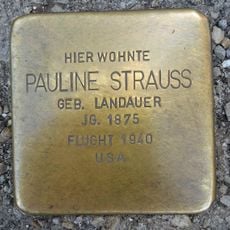 HIER WOHNTE
PAULINE STRAUSS
GEB. LANDAUER
JG. 1875
FLUCHT 1940
USA